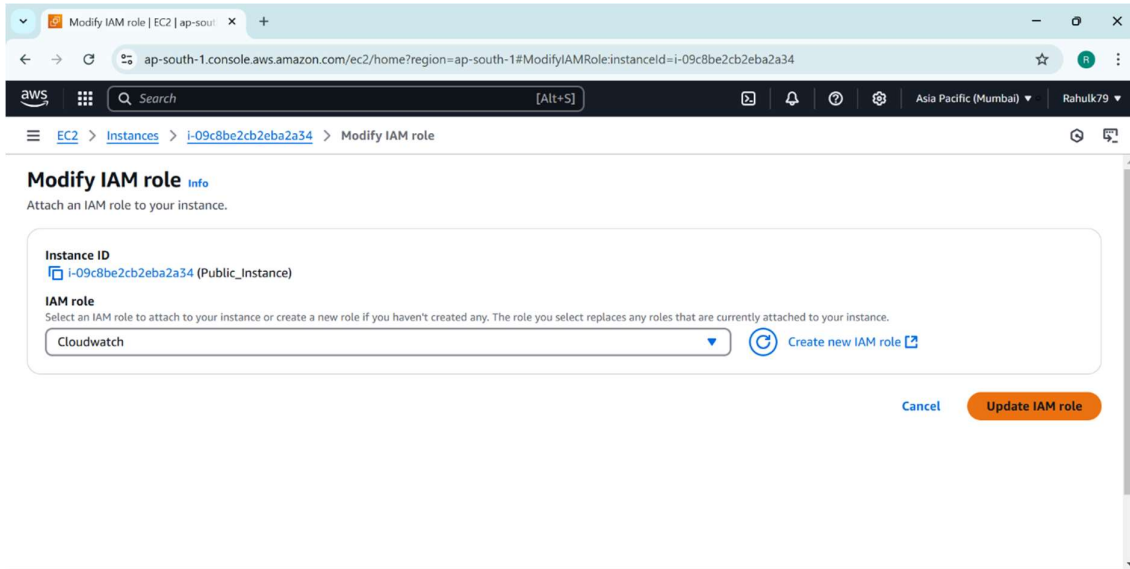 Modify IAM role | EC2 | ap-sout
ap-south-1.console.aws.amazon.com/ec2/home?region=ap-south-1#ModifyIAMRole:instanceId=i-09c8be2cb2eba2a34
R
aws
Search [Alt+S]
Asia Pacific (Mumbai)
Rahulk79
EC2 > Instances > i-09c8be2cb2eba2a34 > Modify IAM role
Modify IAM role Info
Attach an IAM role to your instance.
Instance ID
i-09c8be2cb2eba2a34 (Public_Instance)
IAM role
Select an IAM role to attach to your instance or create a new role if you haven't created any. The role you select replaces any roles that are currently attached to your instance.
Cloudwatch
Create new IAM role
Cancel
Update IAM role